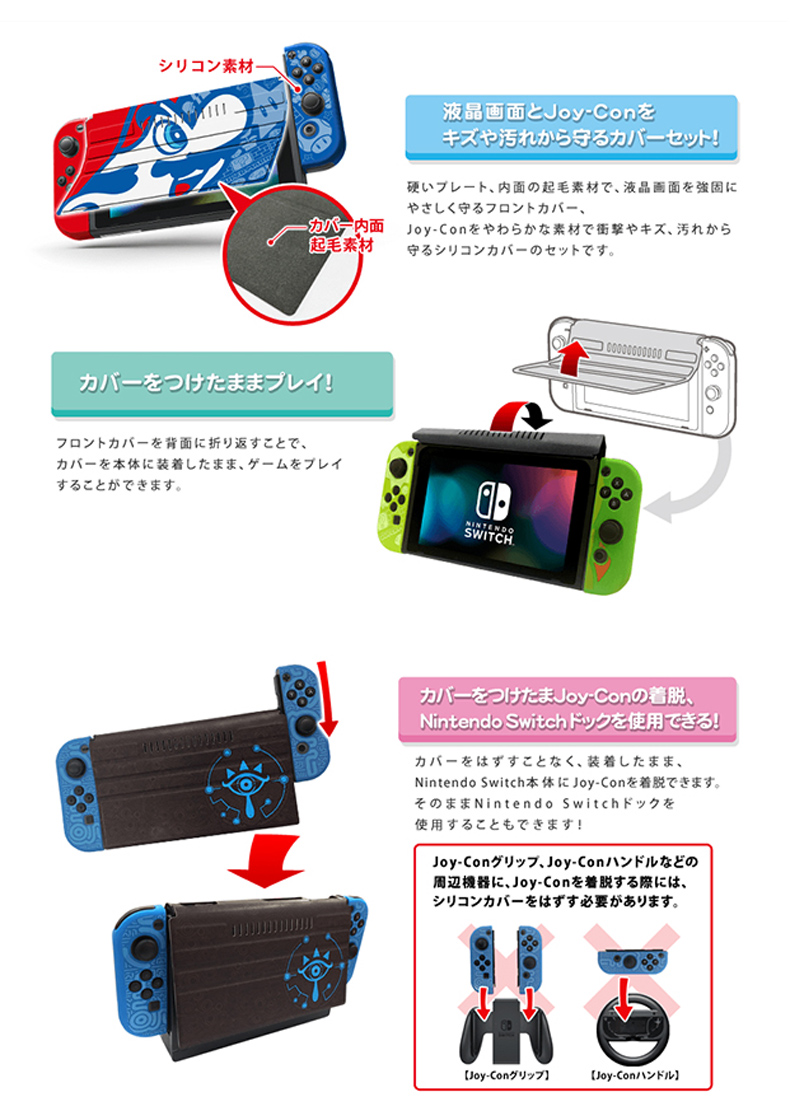 シリコン素材
カバー内面
起毛素材
液晶画面とJoy-Conを
キズや汚れから守るカバーセット!
硬いプレート、内面の起毛素材で、液晶画面を強固に
やさしく守るフロントカバー、
Joy-Conをやわらかな素材で衝撃やキズ、汚れから
守るシリコンカバーのセットです。
カバーをつけたままプレイ!
フロントカバーを背面に折り返すことで、
カバーを本体に装着したまま、ゲームをプレイ
することができます。
NINTENDO
SWITCH
カバーをつけたまJoy-Conの着脱、
Nintendo Switchドックを使用できる!
カバーをはずすことなく、装着したまま、
Nintendo Switch本体にJoy-Conを着脱できます。
そのままNintendo Switchドックを
使用することもできます!
Joy-Conグリップ、Joy-Conハンドルなどの
周辺機器に、Joy-Conを着脱する際には、
シリコンカバーをはずす必要があります。
【Joy-Conグリップ】
【Joy-Conハンドル】